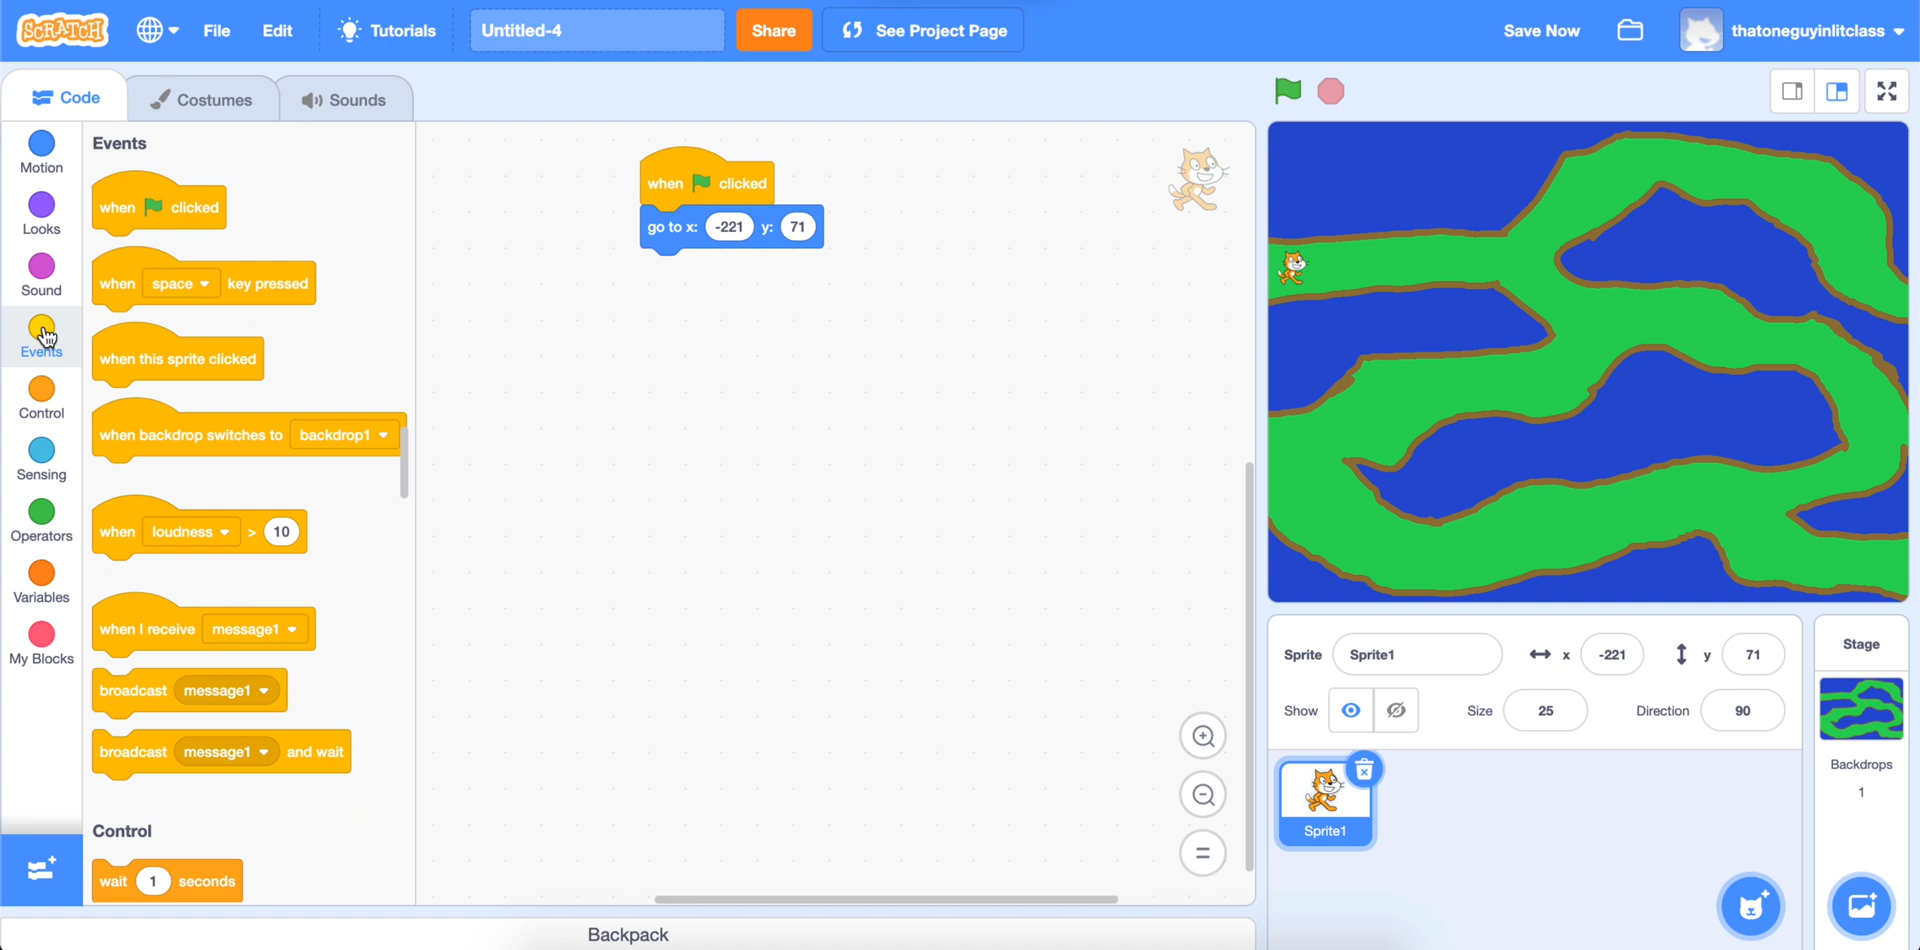 SCRATCH File Edit Tutorials Untitled-4 Share See Project Page Save Now thatoneguyinlitclass
Code Costumes Sounds
Motion
Looks
Sound
Events
Control
Sensing
Operators
Variables
My Blocks
Events
when clicked
when space key pressed
when this sprite clicked
when backdrop switches to backdrop1
when loudness > 10
when I receive message1
broadcast message1
broadcast message1 and wait
Control
wait 1 seconds
when clicked
go to x: -221 y: 71
Backpack
Sprite Sprite1 x -221 y 71
Show Size 25 Direction 90
Sprite1
Stage
Backdrops
1